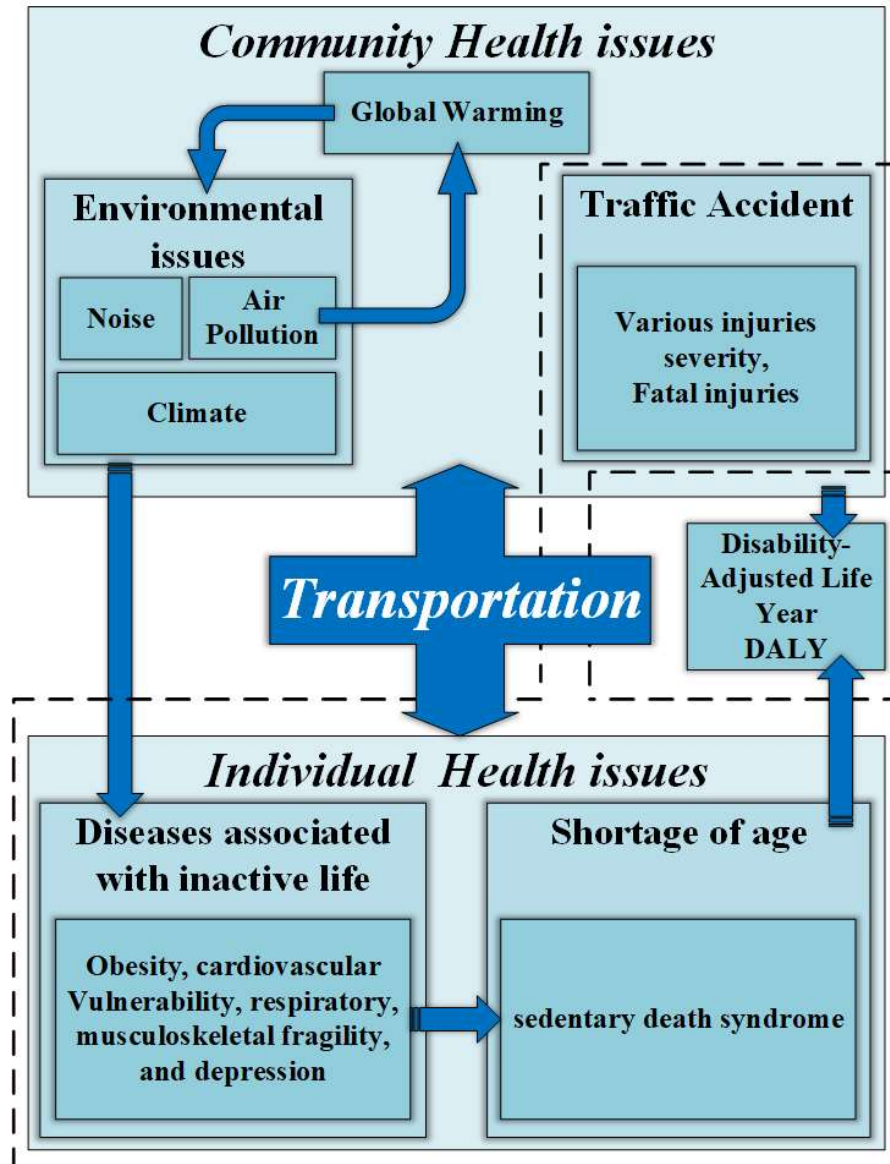 Community Health issues
Global Warming
Environmental
issues
Noise
Air
Pollution
Climate
Traffic Accident
Various injuries
severity,
Fatal injuries
Transportation
Disability-
Adjusted Life
Year
DALY
Individual Health issues
Diseases associated
with inactive life
Obesity, cardiovascular
Vulnerability, respiratory,
musculoskeletal fragility,
and depression
Shortage of age
sedentary death syndrome